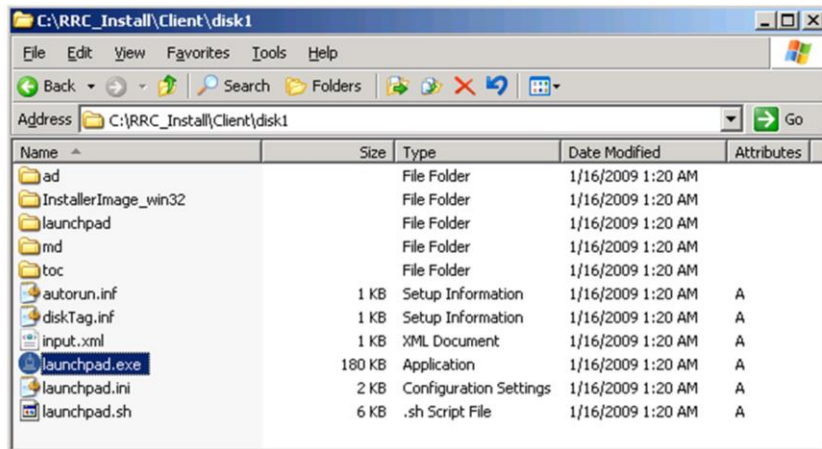 C:\RRC_Install\Client\disk1
File Edit View Favorites Tools Help
Back Search Folders
Address C:\RRC_Install\Client\disk1 Go
Name Size Type Date Modified Attributes
ad File Folder 1/16/2009 1:20 AM
InstallerImage_win32 File Folder 1/16/2009 1:20 AM
launchpad File Folder 1/16/2009 1:20 AM
md File Folder 1/16/2009 1:20 AM
toc File Folder 1/16/2009 1:20 AM
autorun.inf 1 KB Setup Information 1/16/2009 1:20 AM A
diskTag.inf 1 KB Setup Information 1/16/2009 1:20 AM A
input.xml 1 KB XML Document 1/16/2009 1:20 AM A
launchpad.exe 180 KB Application 1/16/2009 1:20 AM A
launchpad.ini 2 KB Configuration Settings 1/16/2009 1:20 AM A
launchpad.sh 6 KB .sh Script File 1/16/2009 1:20 AM A